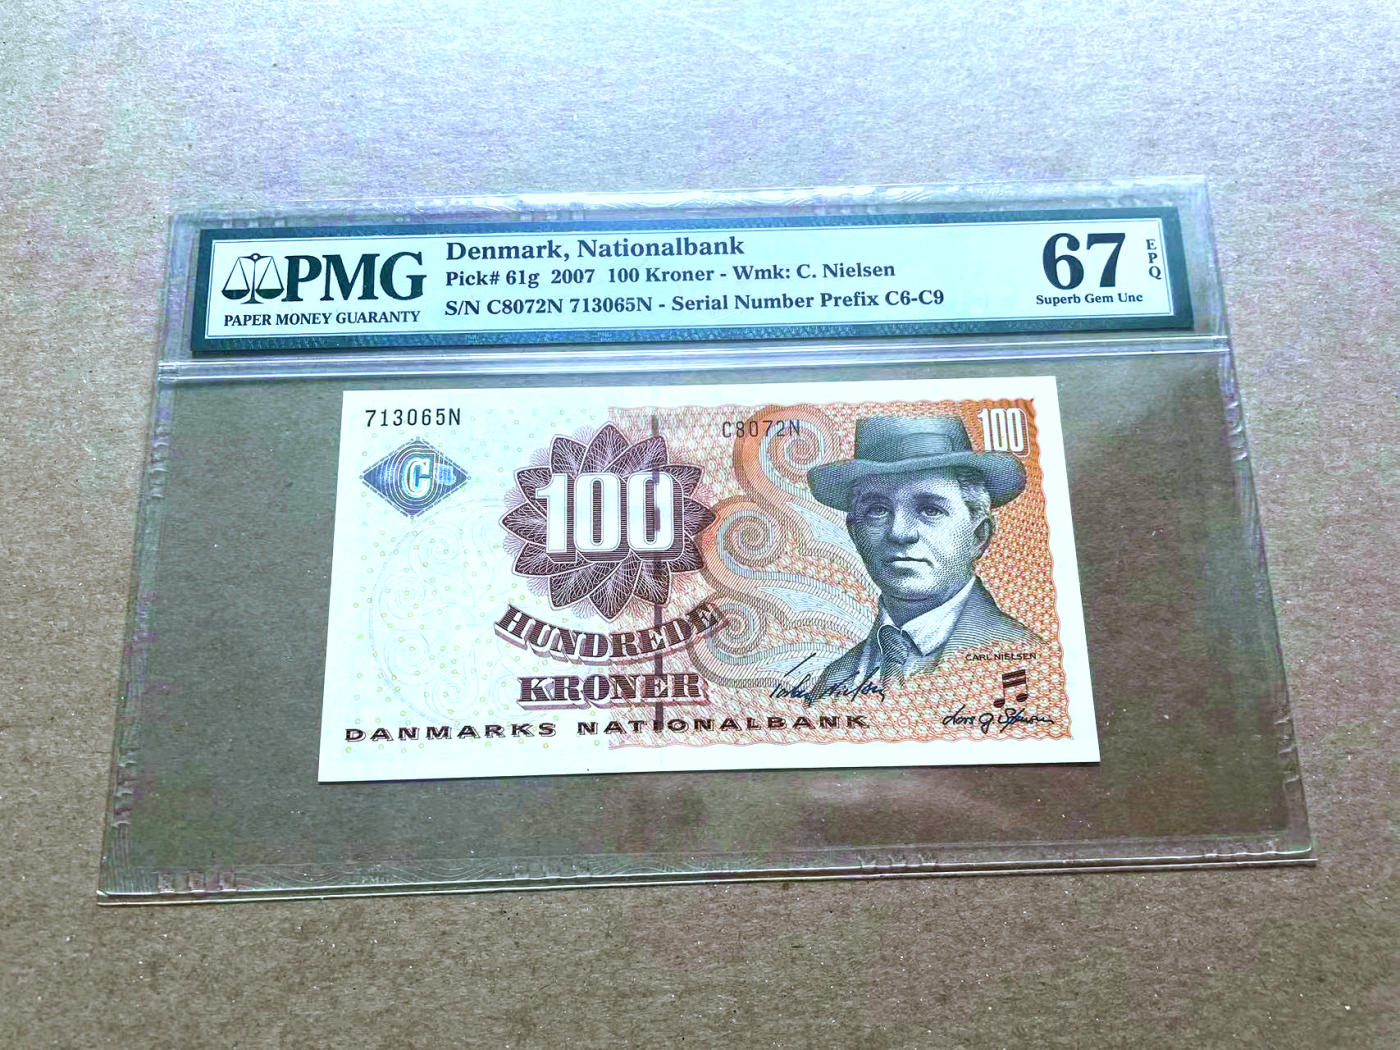 PMG
PAPER MONEY GUARANTY
Denmark, Nationalbank
Pick# 61g 2007 100 Kroner - Wmk: C. Nielsen
S/N C8072N 713065N - Serial Number Prefix C6-C9
67
EPQ
Superb Gem Unc
713065N
C8072N
100
C
100
HUNDREDE
KRONER
CARL NIELSEN
DANMARKS NATIONALBANK